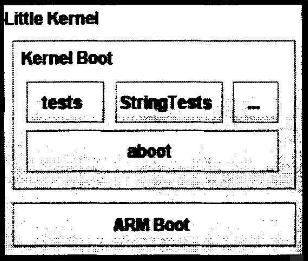 Little Kernel
Kernel Boot
tests StringTests ...
aboot
ARM Boot